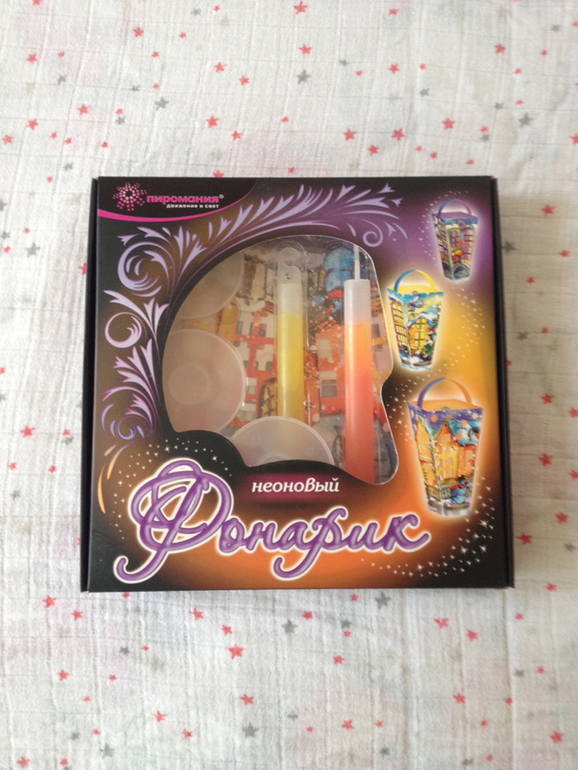 пиромания®
движение и свет
неоновый
Фонарик